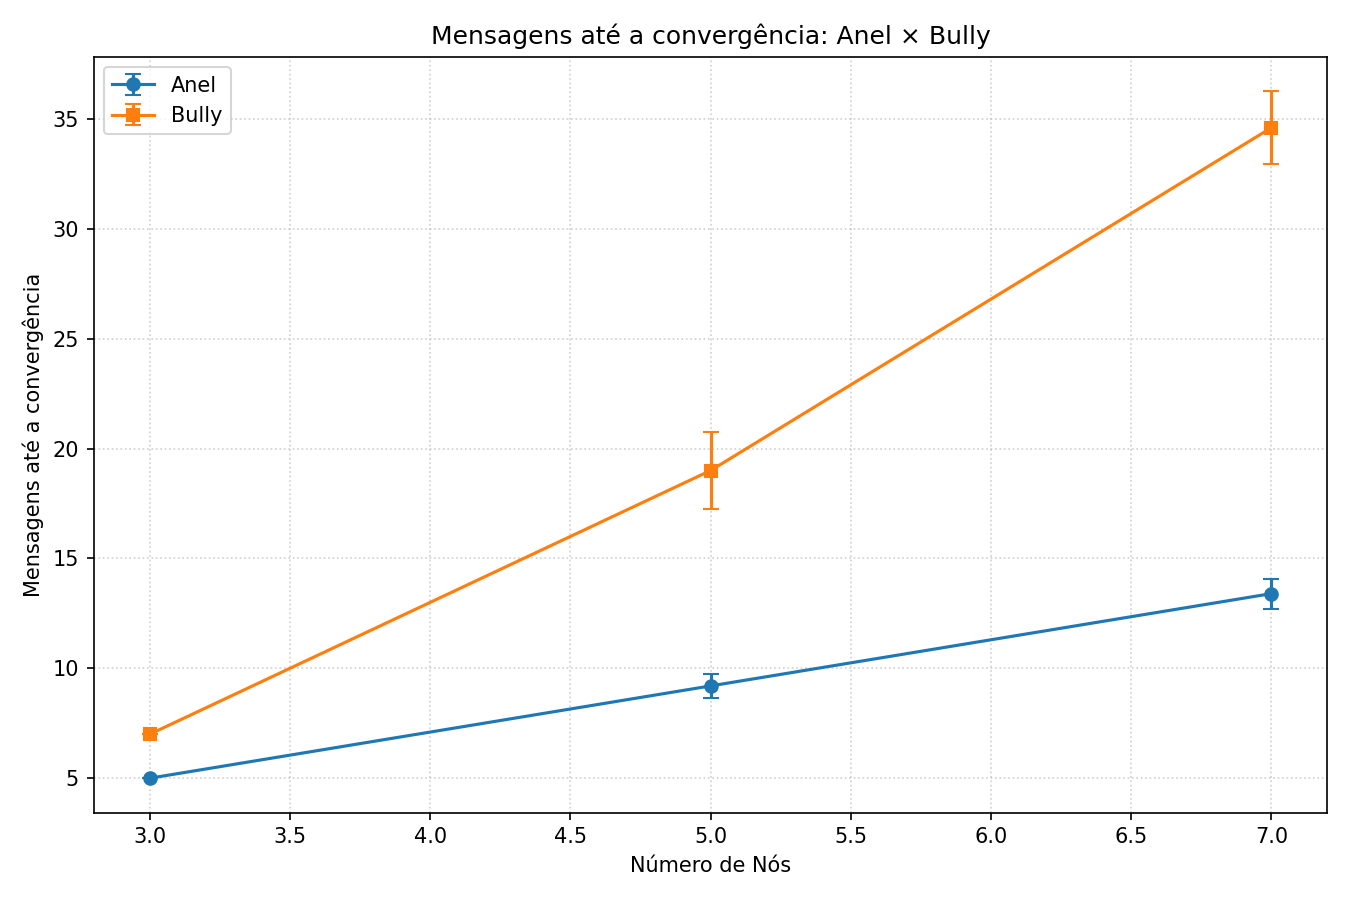 Mensagens até a convergência: Anel × Bully
Anel
Bully
Mensagens até a convergência
35
30
25
20
15
10
5
3.0 3.5 4.0 4.5 5.0 5.5 6.0 6.5 7.0
Número de Nós